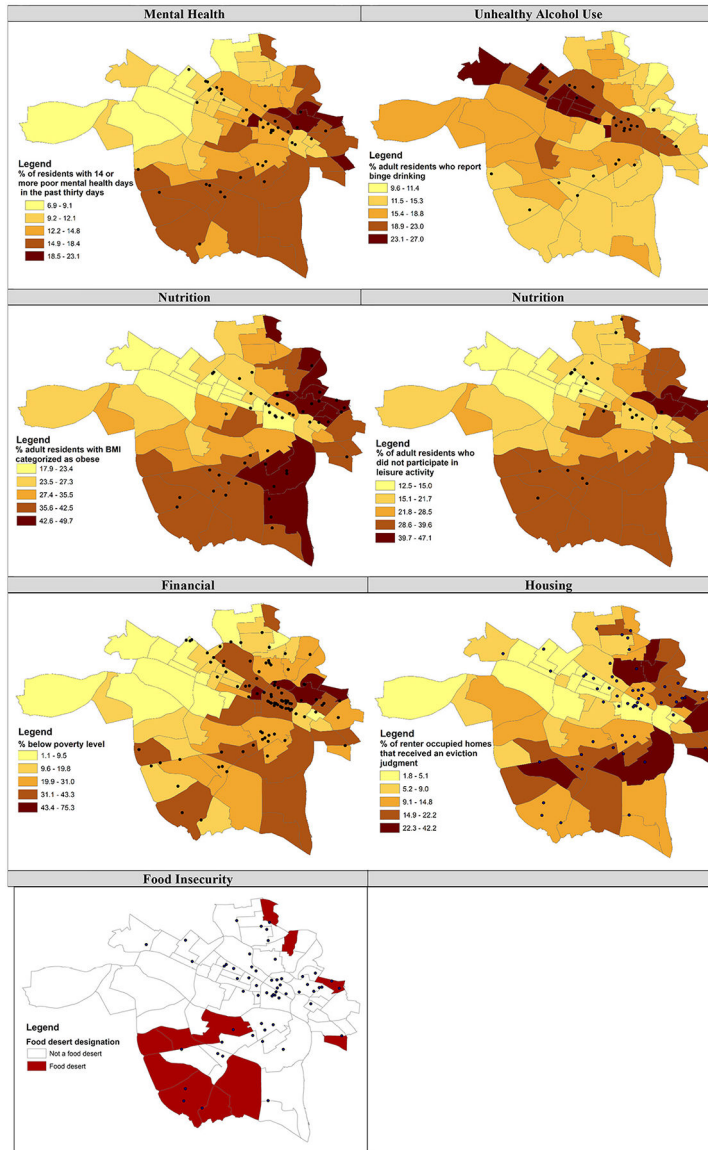 Mental Health
Unhealthy Alcohol Use
Legend
% of residents with 14 or
more poor mental health days
in the past thirty days
6.9 - 9.1
9.2 - 12.1
12.2 - 14.8
14.9 - 18.4
18.5 - 23.1
Legend
% adult residents who report
binge drinking
9.6 - 11.4
11.5 - 15.3
15.4 - 18.8
18.9 - 23.0
23.1 - 27.0
Nutrition
Nutrition
Legend
% adult residents with BMI
categorized as obese
17.9 - 23.4
23.5 - 27.3
27.4 - 35.5
35.6 - 42.5
42.6 - 49.7
Legend
% of adult residents who
did not participate in
leisure activity
12.5 - 15.0
15.1 - 21.7
21.8 - 28.5
28.6 - 39.6
39.7 - 47.1
Financial
Housing
Legend
% below poverty level
1.1 - 9.5
9.6 - 19.8
19.9 - 31.0
31.1 - 43.3
43.4 - 75.3
Legend
% of renter occupied homes
that received an eviction
judgment
1.8 - 5.1
5.2 - 9.0
9.1 - 14.8
14.9 - 22.2
22.3 - 42.2
Food Insecurity
Legend
Food desert designation
Not a food desert
Food desert